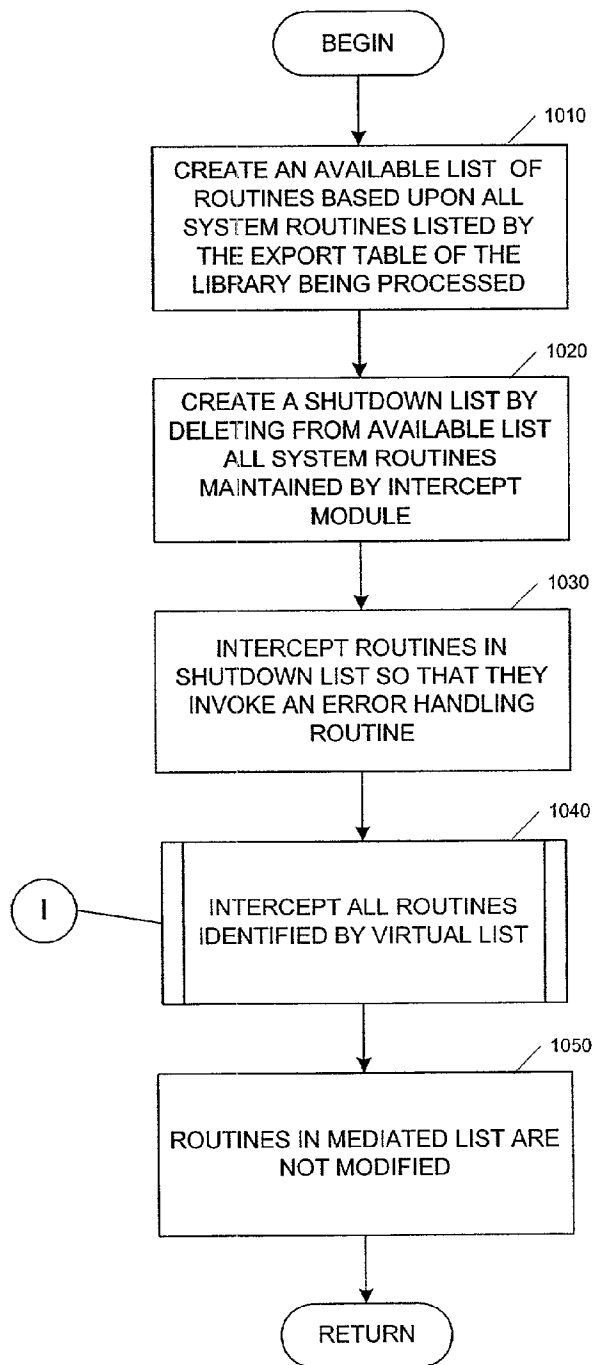 BEGIN
1010
CREATE AN AVAILABLE LIST OF
ROUTINES BASED UPON ALL
SYSTEM ROUTINES LISTED BY
THE EXPORT TABLE OF THE
LIBRARY BEING PROCESSED
1020
CREATE A SHUTDOWN LIST BY
DELETING FROM AVAILABLE LIST
ALL SYSTEM ROUTINES
MAINTAINED BY INTERCEPT
MODULE
1030
INTERCEPT ROUTINES IN
SHUTDOWN LIST SO THAT THEY
INVOKE AN ERROR HANDLING
ROUTINE
1040
I
INTERCEPT ALL ROUTINES
IDENTIFIED BY VIRTUAL LIST
1050
ROUTINES IN MEDIATED LIST ARE
NOT MODIFIED
RETURN